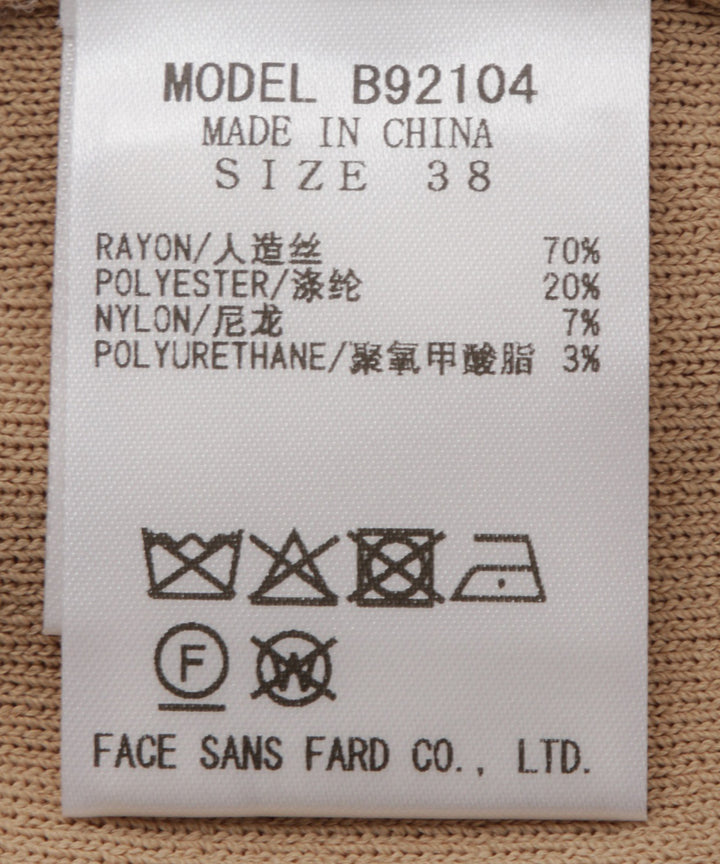 MODEL B92104
MADE IN CHINA
SIZE 38
RAYON/人造丝 70%
POLYESTER/涤纶 20%
NYLON/尼龙 7%
POLYURETHANE/聚氧甲酸脂 3%
F W
FACE SANS FARD CO., LTD.